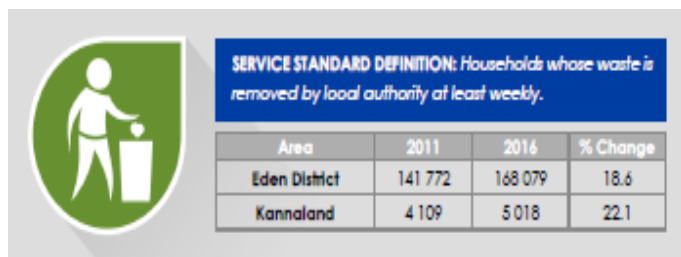 SERVICE STANDARD DEFINITION: Households whose waste is
removed by local authority at least weekly.
Area 2011 2016 % Change
Eden District 141 772 168 079 18.6
Kannaland 4 109 5 018 22.1